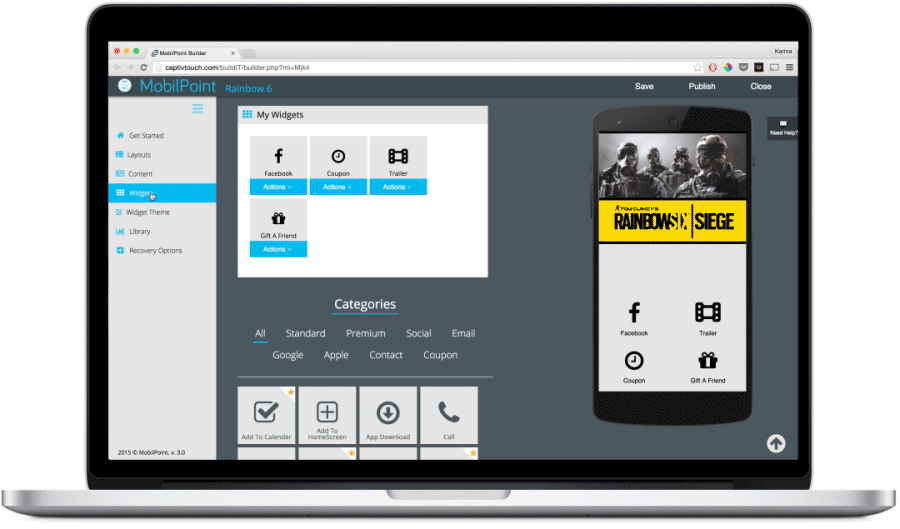 MobilPoint Builder
Karina
captivtouch.com/buildIT/builder.php?mi=Mjk4
MobilPoint Rainbow 6
Save Publish Close
Need Help?
Get Started
Layouts
Content
Widgets
Widget Theme
Library
Recovery Options
2015 © MobilPoint, v. 3.0
My Widgets
Facebook Coupon Trailer
Actions Actions Actions
Gift A Friend
Actions
Categories
All Standard Premium Social Email
Google Apple Contact Coupon
Add To Calender
Add To
HomeScreen
App Download
Call
TOM CLANCY'S
RAINBOWSIX SIEGE
Facebook Trailer
Coupon Gift A Friend